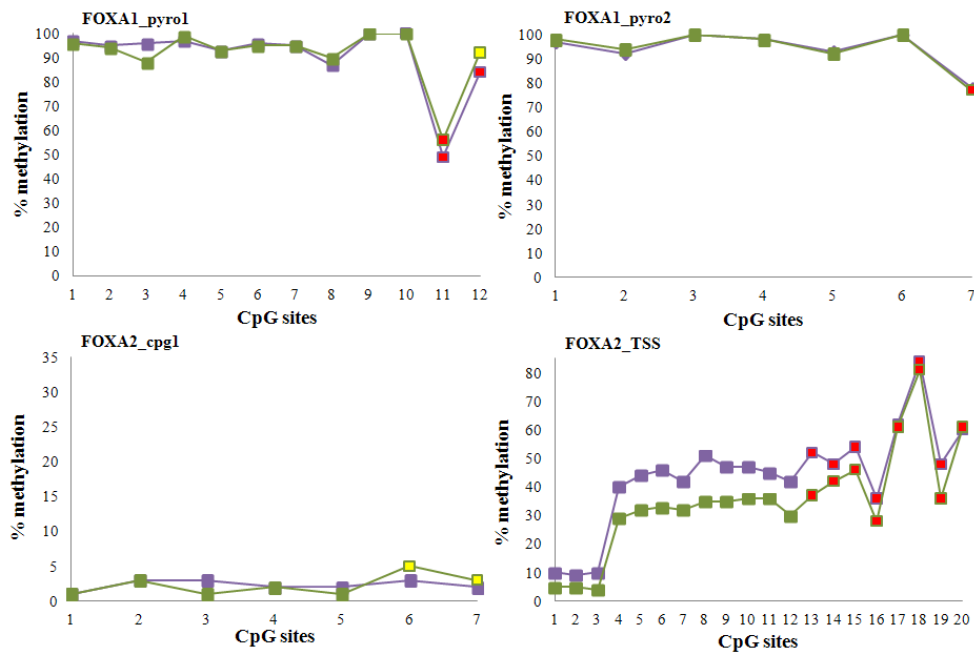 FOXA1_pyro1
% methylation
100
90
80
70
60
50
40
30
20
10
0
1 2 3 4 5 6 7 8 9 10 11 12
CpG sites
FOXA1_pyro2
% methylation
100
90
80
70
60
50
40
30
20
10
0
1 2 3 4 5 6 7
CpG sites
FOXA2_cpg1
% methylation
35
30
25
20
15
10
5
0
1 2 3 4 5 6 7
CpG sites
FOXA2_TSS
% methylation
80
70
60
50
40
30
20
10
0
1 2 3 4 5 6 7 8 9 10 11 12 13 14 15 16 17 18 19 20
CpG sites